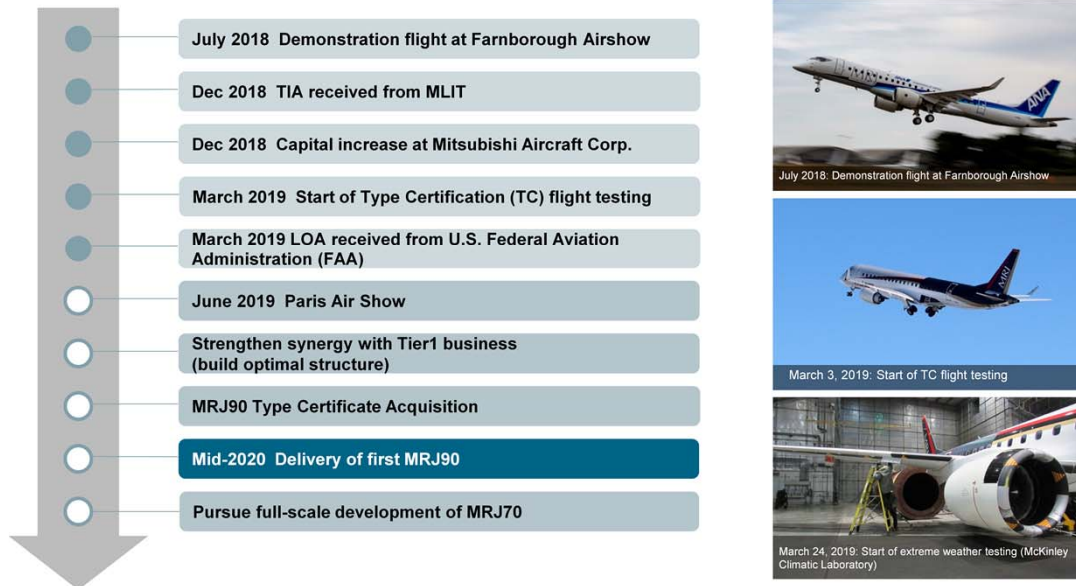 July 2018  Demonstration flight at Farnborough Airshow
Dec 2018  TIA received from MLIT
Dec 2018  Capital increase at Mitsubishi Aircraft Corp.
March 2019  Start of Type Certification (TC) flight testing
March 2019 LOA received from U.S. Federal Aviation
Administration (FAA)
June 2019  Paris Air Show
Strengthen synergy with Tier1 business
(build optimal structure)
MRJ90 Type Certificate Acquisition
Mid-2020  Delivery of first MRJ90
Pursue full-scale development of MRJ70
ANA
July 2018: Demonstration flight at Farnborough Airshow
MRJ
March 3, 2019: Start of TC flight testing
March 24, 2019: Start of extreme weather testing (McKinley
Climatic Laboratory)